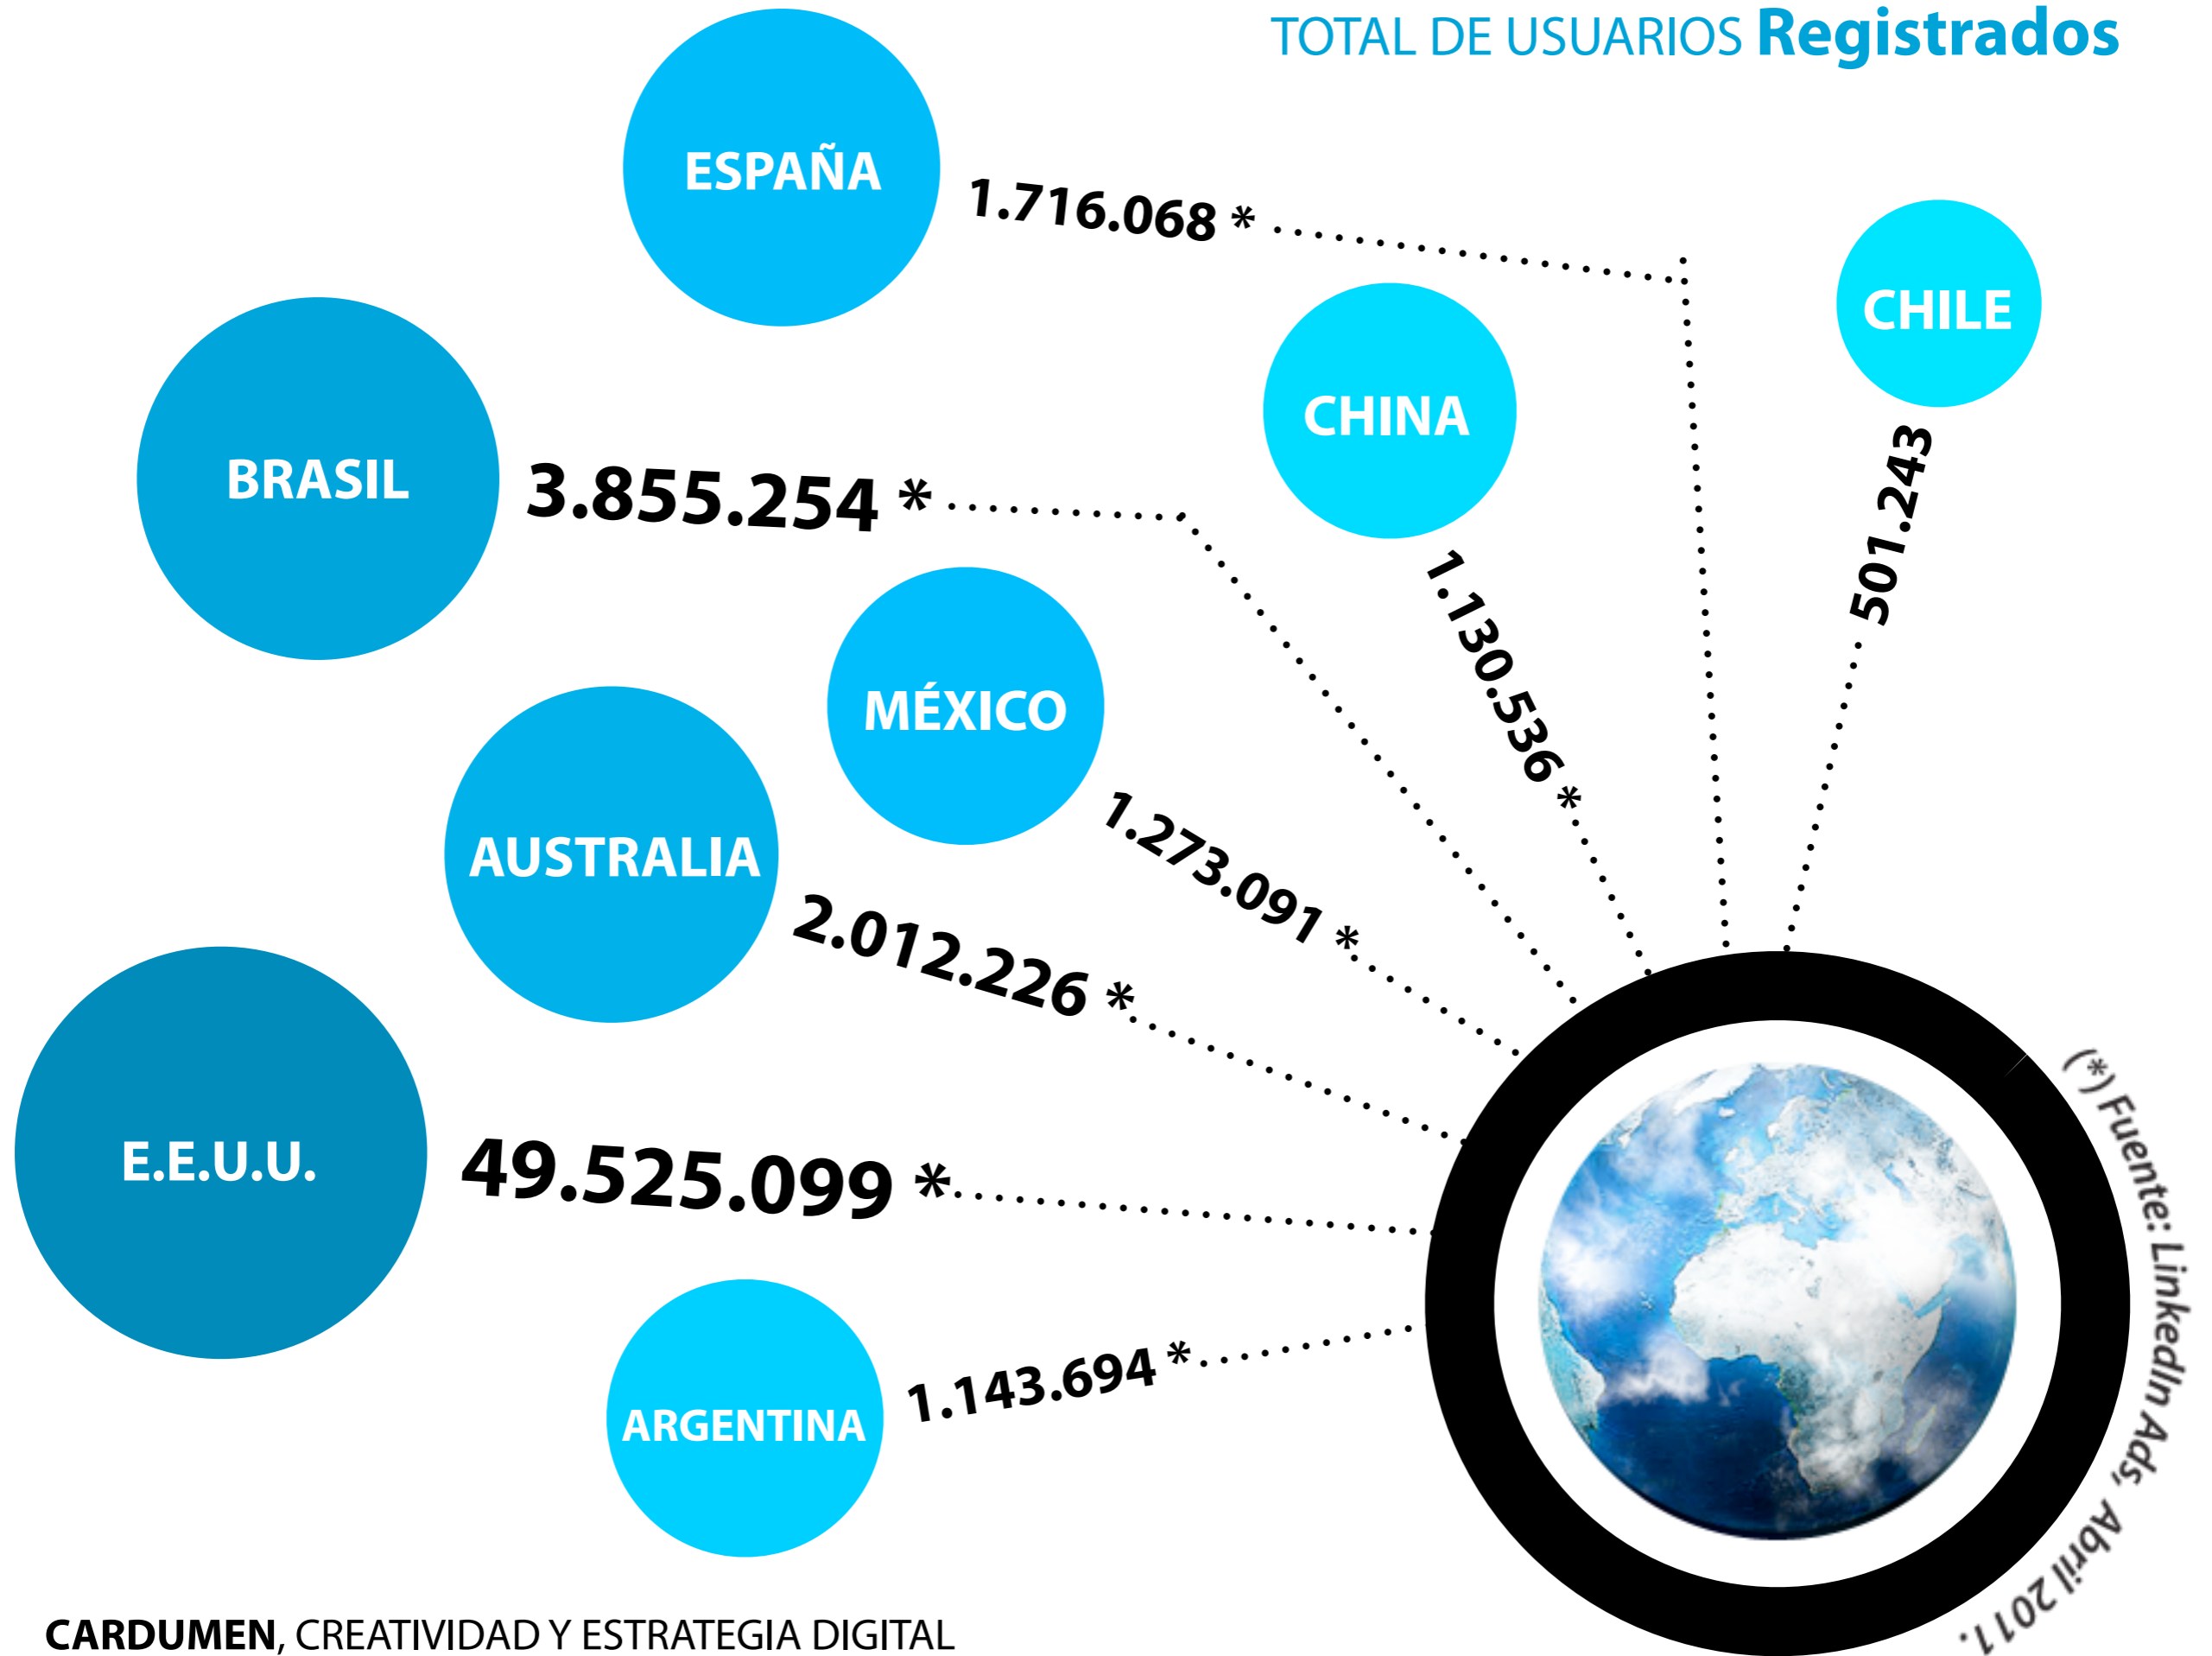 TOTAL DE USUARIOS Registrados
ESPAÑA
1.716.068 *
CHILE
501.243
CHINA
1.130.536 *
BRASIL
3.855.254 *
MÉXICO
1.273.091 *
AUSTRALIA
2.012.226 *
E.E.U.U.
49.525.099 *
ARGENTINA
1.143.694 *
(*) Fuente: LinkedIn Ads, Abril 2011.
CARDUMEN, CREATIVIDAD Y ESTRATEGIA DIGITAL